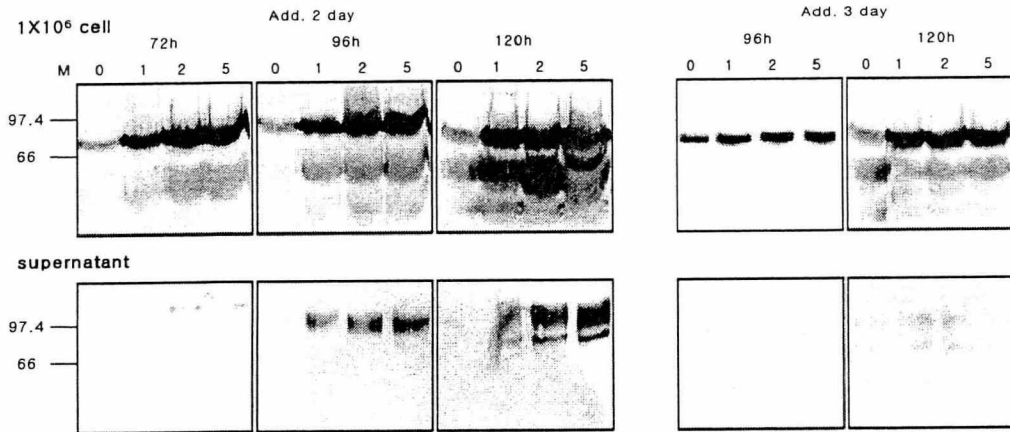 1X10⁶ cell
Add. 2 day
Add. 3 day
72h
96h
120h
96h
120h
M 0 1 2 5 0 1 2 5 0 1 2 5 0 1 2 5 0 1 2 5
97.4
66
supernatant
97.4
66